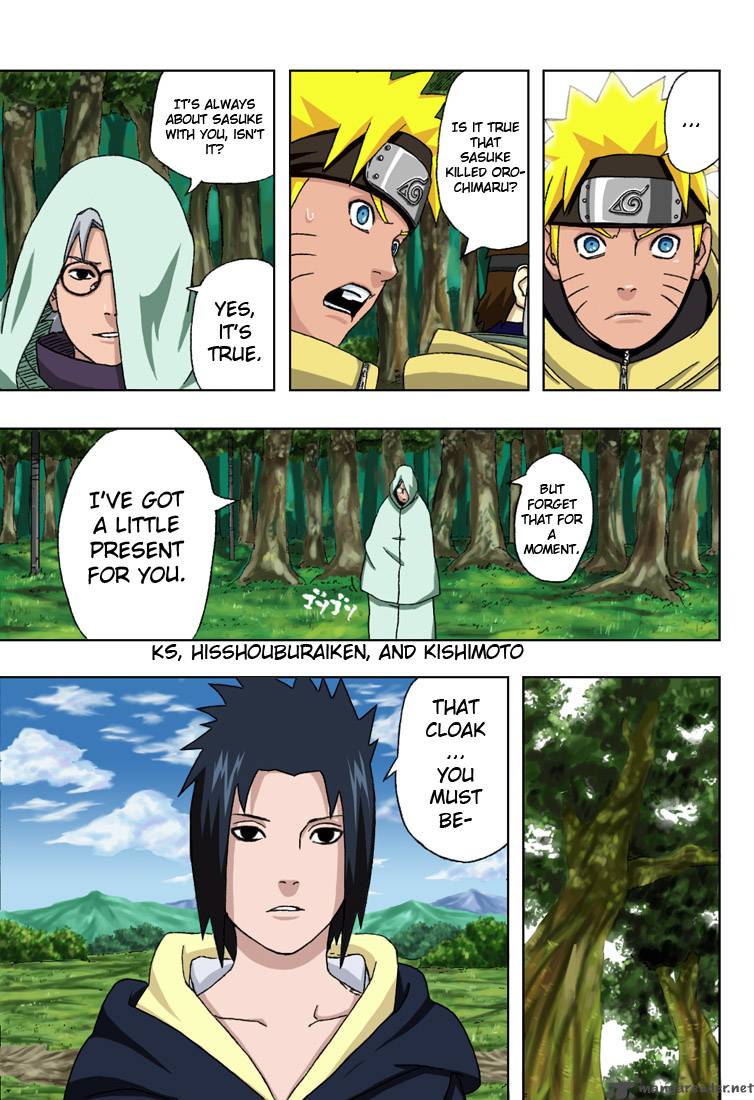 ...
IS IT TRUE
THAT
SASUKE
KILLED ORO-
CHIMARU?
IT'S ALWAYS
ABOUT SASUKE
WITH YOU, ISN'T
IT?
YES,
IT'S
TRUE.
BUT
FORGET
THAT FOR
A
MOMENT.
I'VE GOT
A LITTLE
PRESENT
FOR YOU.
KS, HISSHOUBURAIKEN, AND KISHIMOTO
THAT
CLOAK
...
YOU
MUST
BE-
mangareader.net